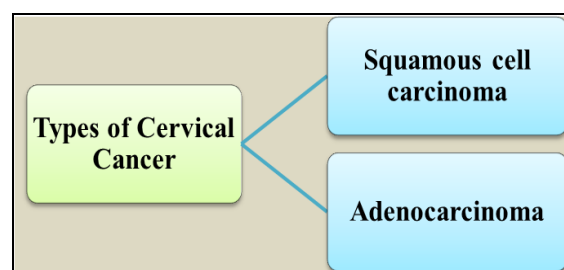 Types of Cervical
Cancer
Squamous cell
carcinoma
Adenocarcinoma